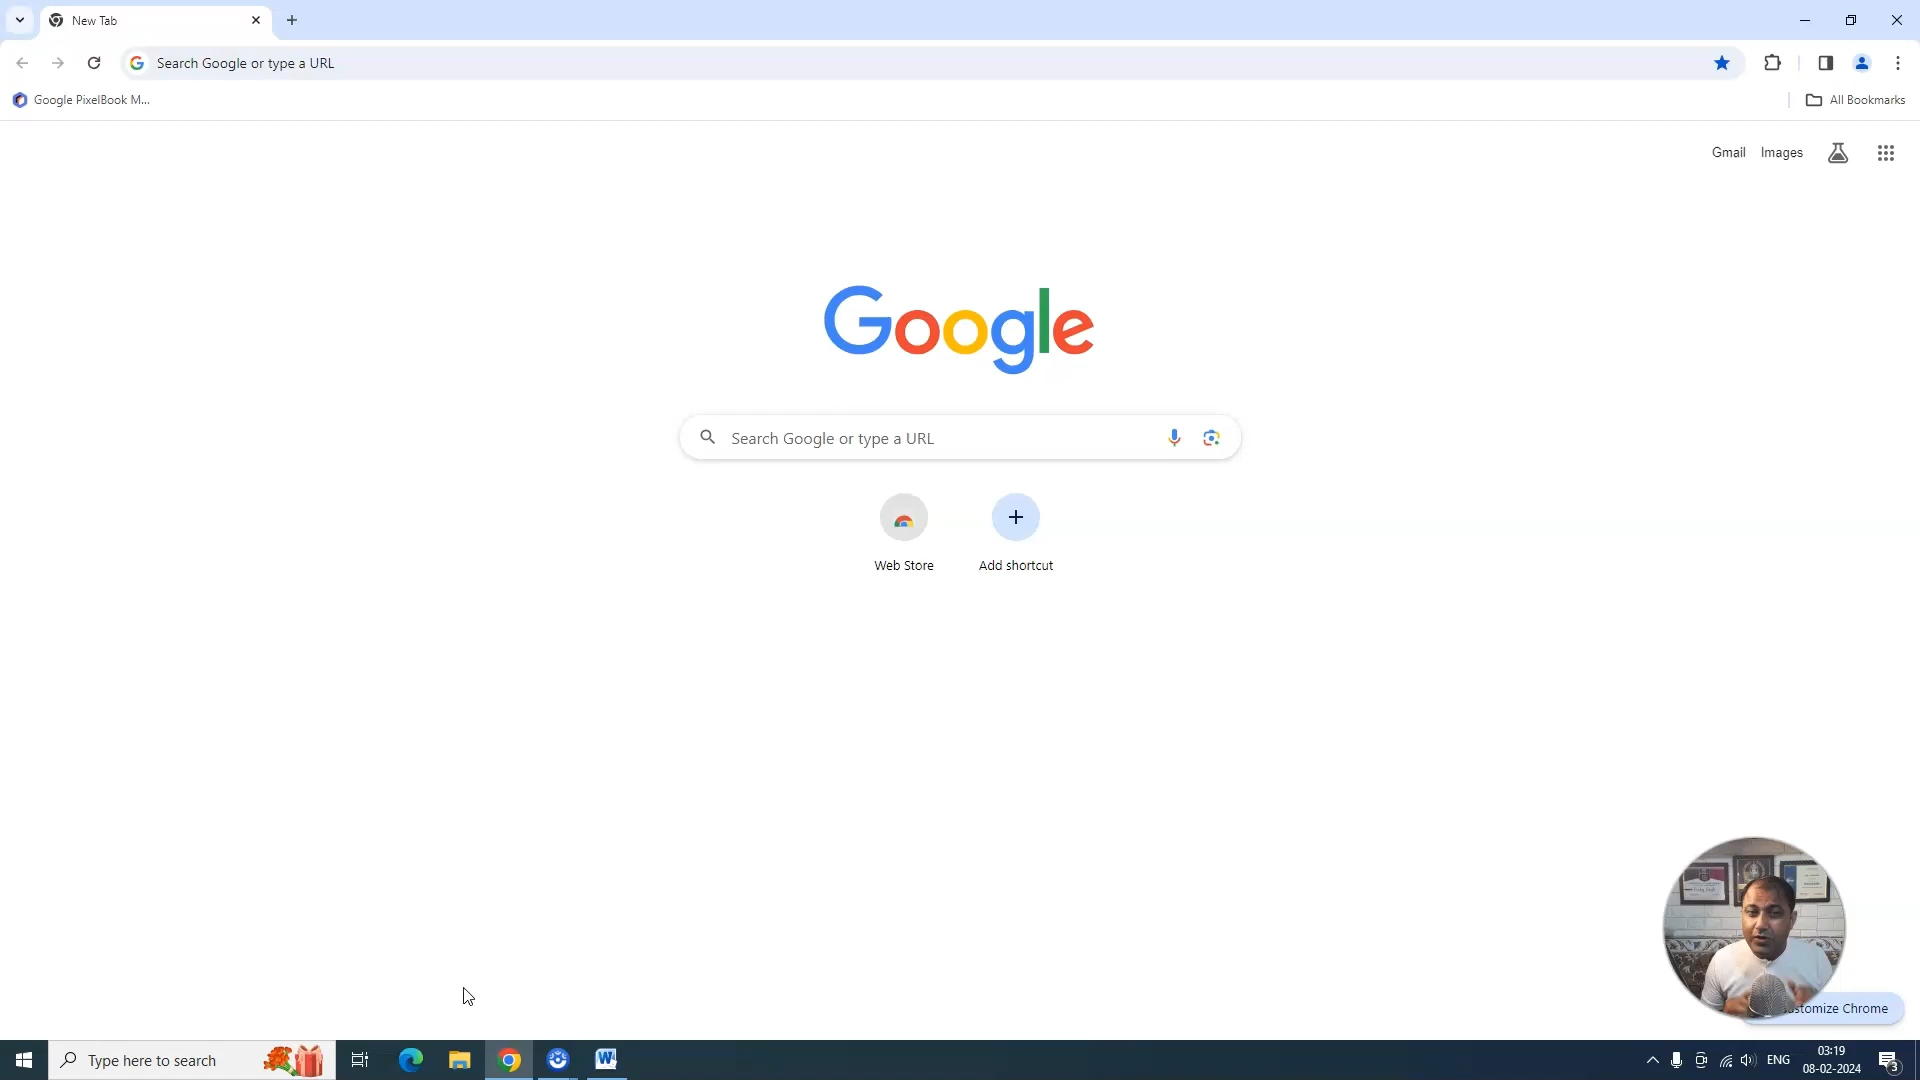 New Tab
Search Google or type a URL
Google PixelBook M...
All Bookmarks
Gmail Images
Google
Search Google or type a URL
Web Store
Add shortcut
stomize Chrome
Type here to search
W
ENG
03:19
08-02-2024
3